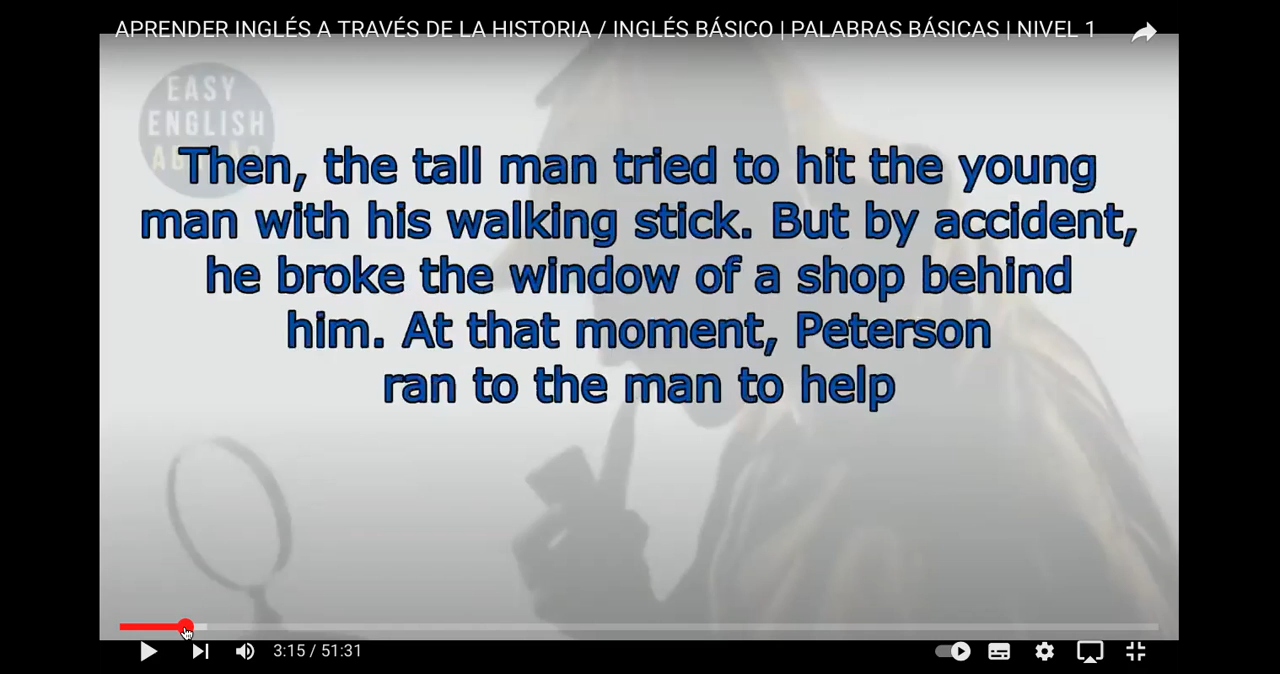 APRENDER INGLÉS A TRAVÉS DE LA HISTORIA / INGLÉS BÁSICO | PALABRAS BÁSICAS | NIVEL 1
EASY
ENGLISH
Then, the tall man tried to hit the young
man with his walking stick. But by accident,
he broke the window of a shop behind
him. At that moment, Peterson
ran to the man to help
3:15 / 51:31